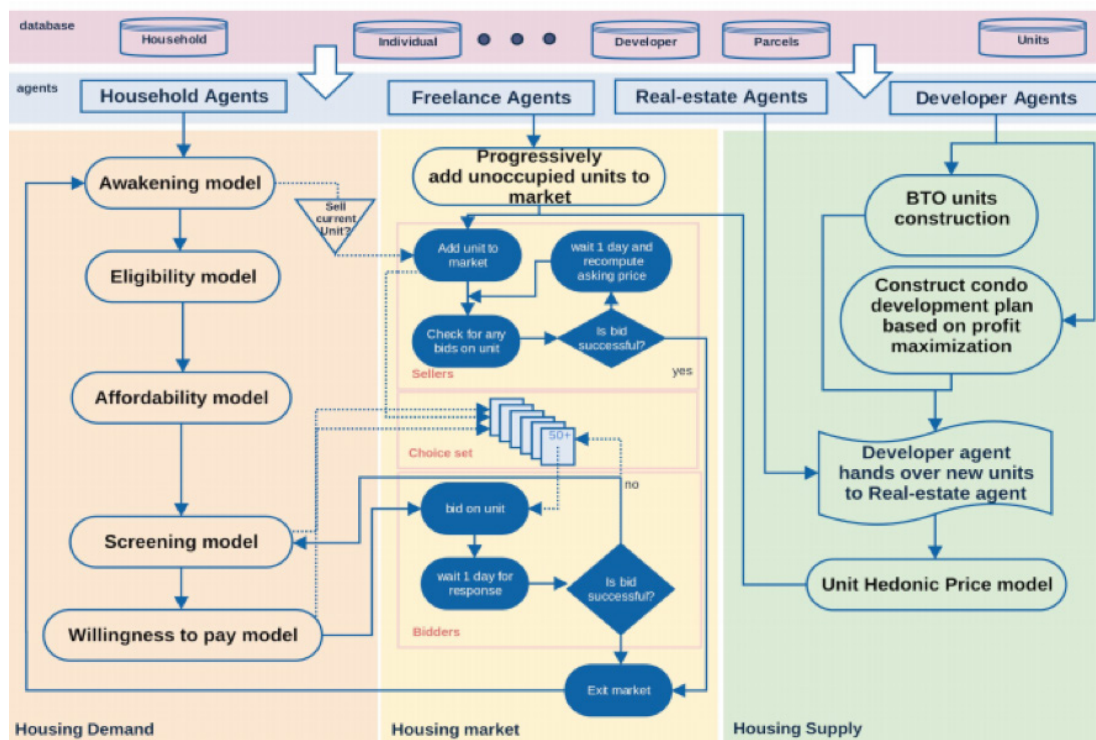 database
Household
Individual
Developer
Parcels
Units
agents
Household Agents
Freelance Agents
Real-estate Agents
Developer Agents
Awakening model
Sell
current
Unit?
Eligibility model
Affordability model
Screening model
Willingness to pay model
Housing Demand
Progressively
add unoccupied units to
market
Add unit to
market
wait 1 day and
recompute
asking price
Check for any
bids on unit
Is bid
successful?
yes
Sellers
50+
Choice set
no
bid on unit
wait 1 day for
response
Is bid
successful?
Bidders
Exit market
Housing market
BTO units
construction
Construct condo
development plan
based on profit
maximization
Developer agent
hands over new units
to Real-estate agent
Unit Hedonic Price model
Housing Supply